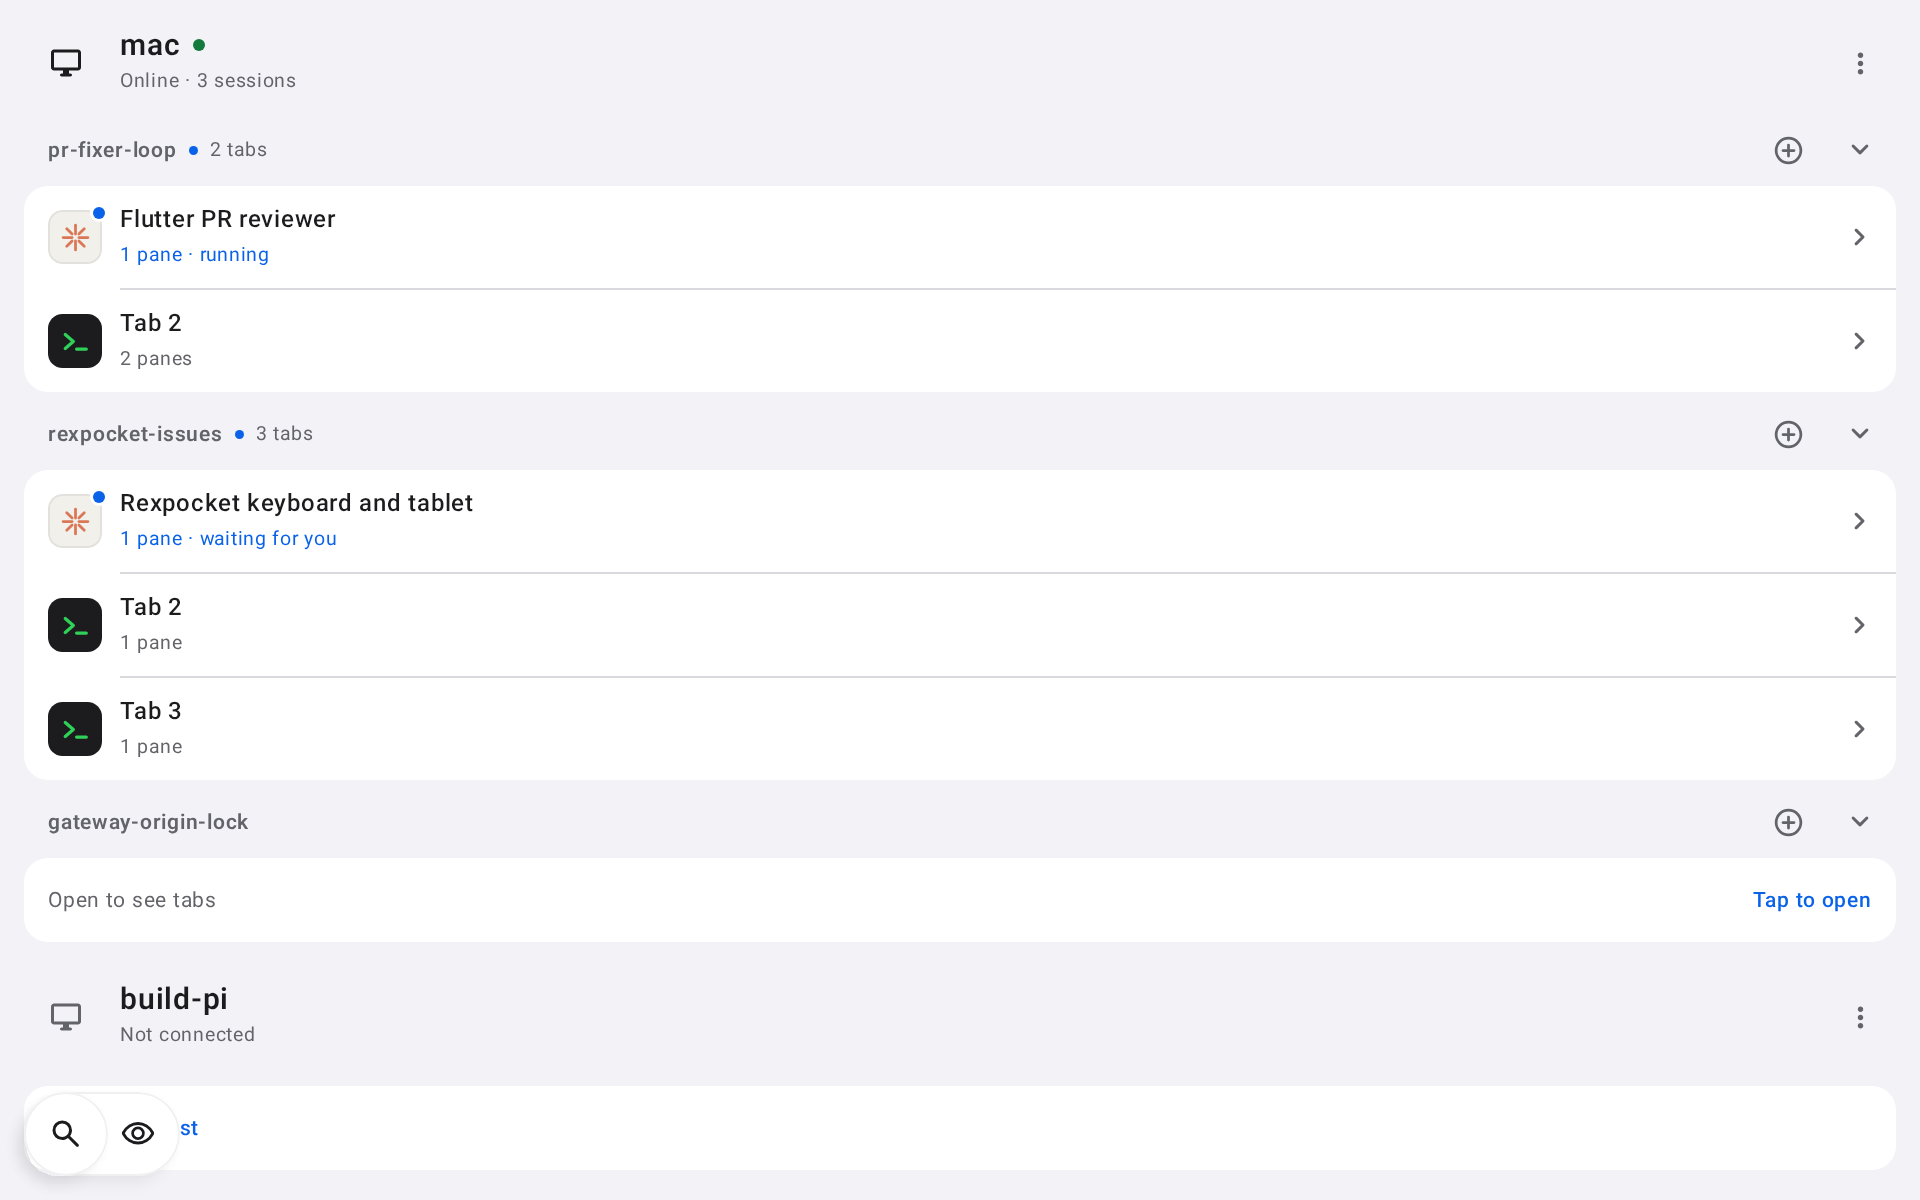 mac
Online · 3 sessions
pr-fixer-loop 2 tabs
Flutter PR reviewer
1 pane · running
Tab 2
2 panes
rexpocket-issues 3 tabs
Rexpocket keyboard and tablet
1 pane · waiting for you
Tab 2
1 pane
Tab 3
1 pane
gateway-origin-lock
Open to see tabs Tap to open
build-pi
Not connected